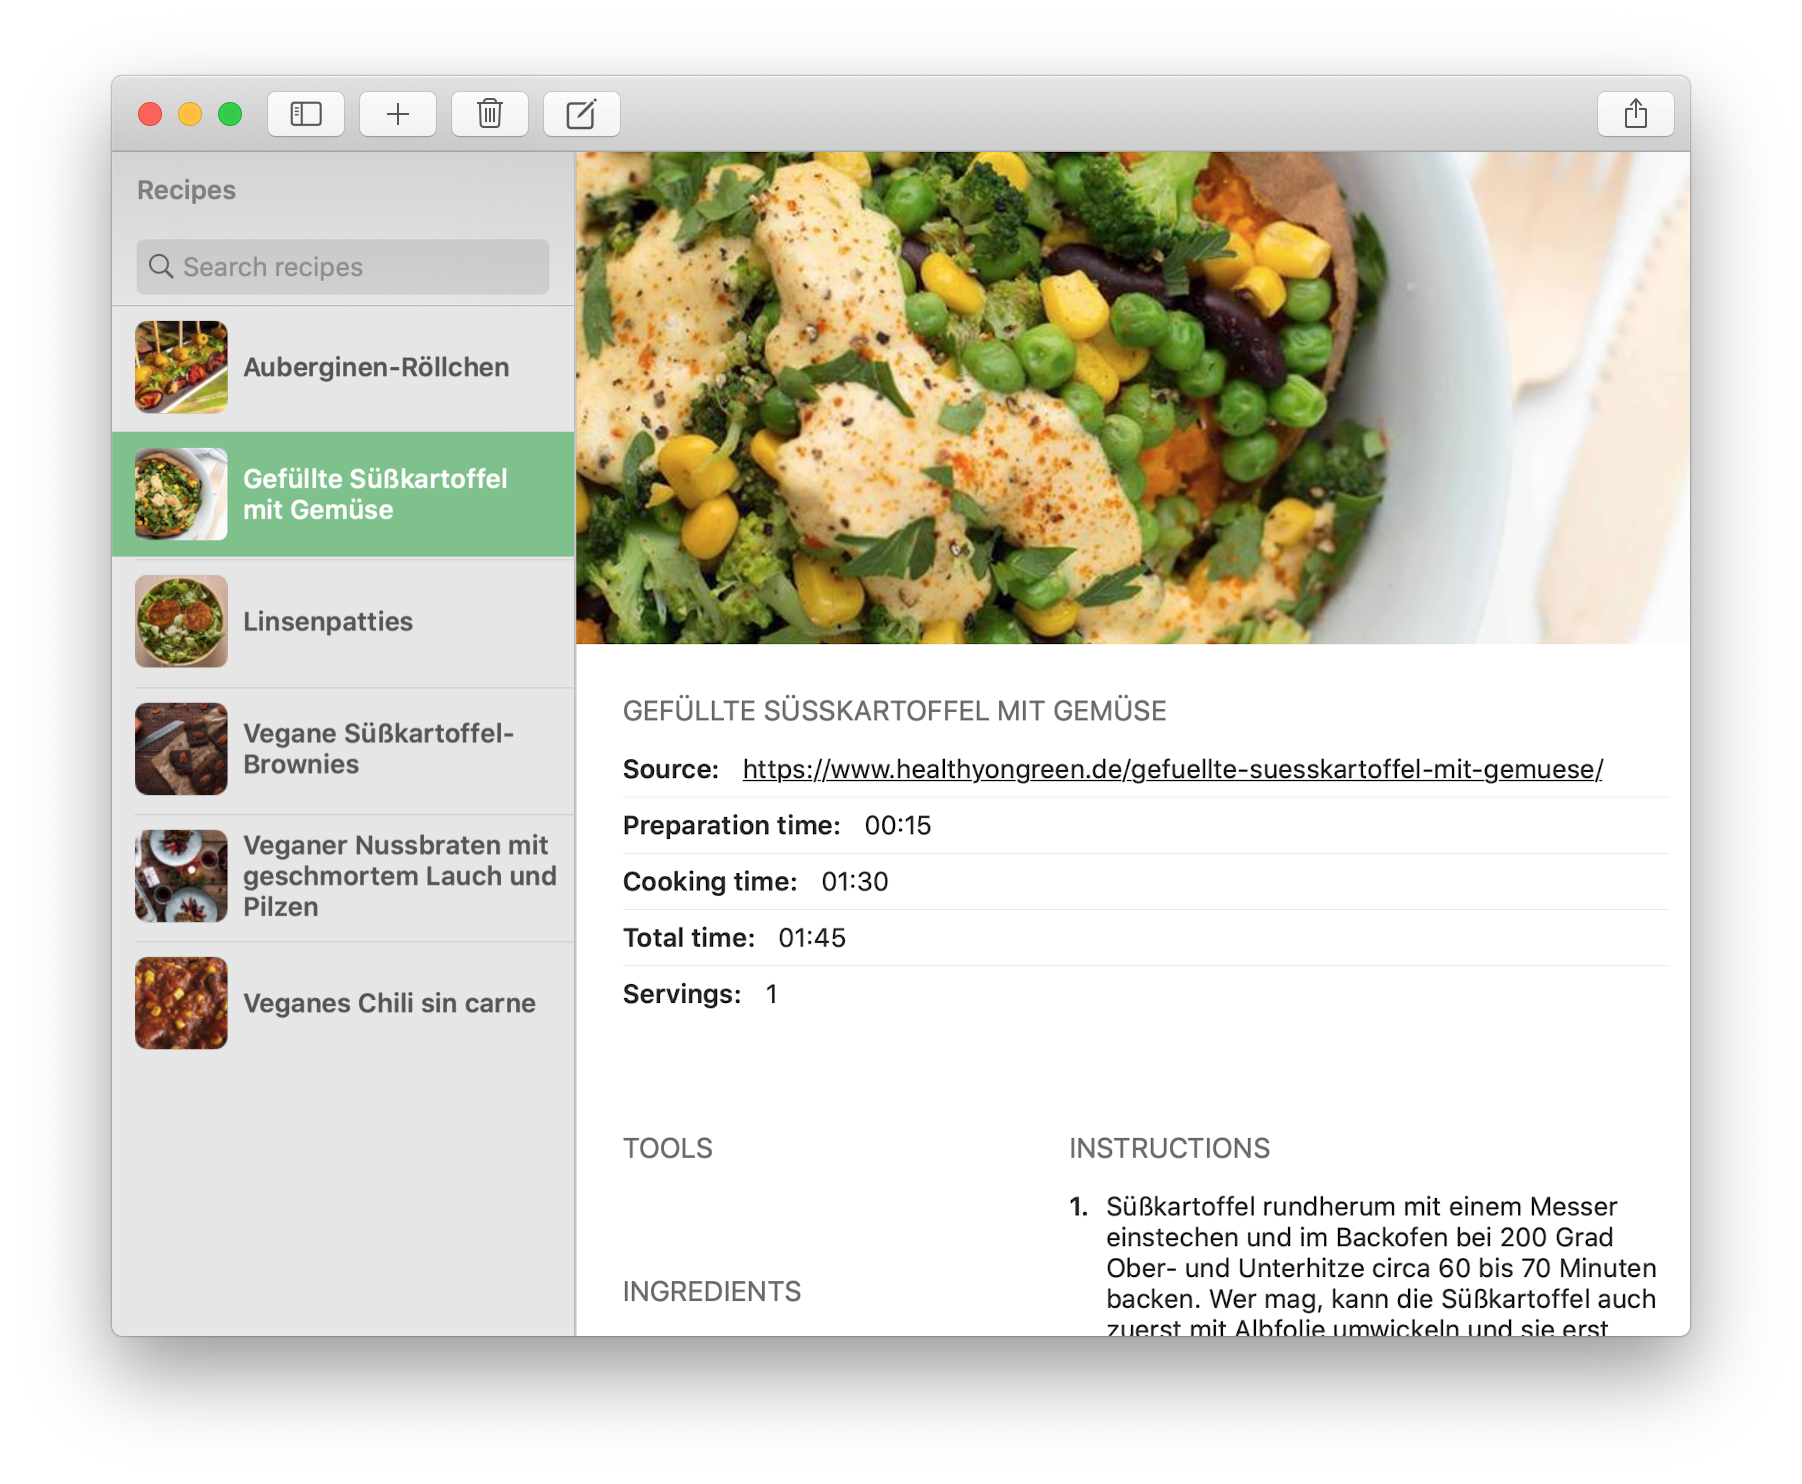 Recipes
Search recipes
Auberginen-Röllchen
Gefüllte Süßkartoffel
mit Gemüse
Linsenpatties
Vegane Süßkartoffel-
Brownies
Veganer Nussbraten mit
geschmortem Lauch und
Pilzen
Veganes Chili sin carne
GEFÜLLTE SÜSSKARTOFFEL MIT GEMÜSE
Source: https://www.healthyongreen.de/gefuellte-suesskartoffel-mit-gemuese/
Preparation time: 00:15
Cooking time: 01:30
Total time: 01:45
Servings: 1
TOOLS
INGREDIENTS
INSTRUCTIONS
1. Süßkartoffel rundherum mit einem Messer
einstechen und im Backofen bei 200 Grad
Ober- und Unterhitze circa 60 bis 70 Minuten
backen. Wer mag, kann die Süßkartoffel auch
zuerst mit Albfolie umwickeln und sie erst